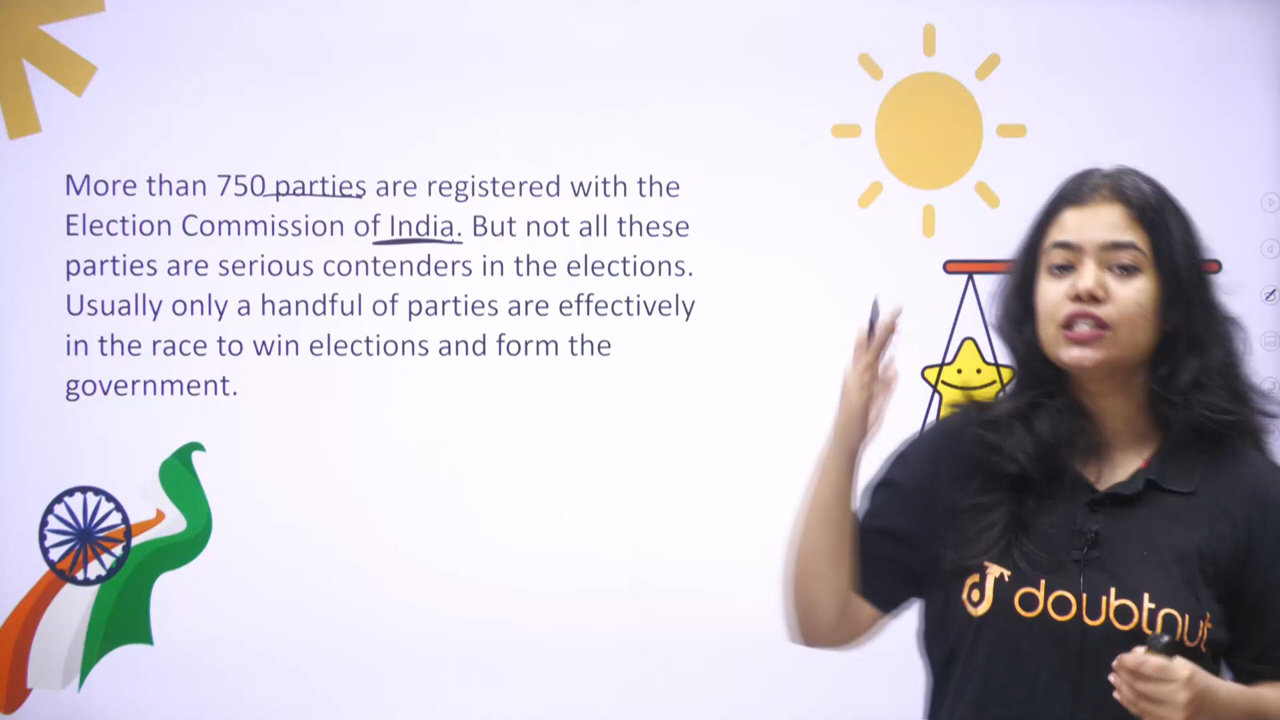 More than 750 parties are registered with the
Election Commission of India. But not all these
parties are serious contenders in the elections.
Usually only a handful of parties are effectively
in the race to win elections and form the
government.
doubtnut